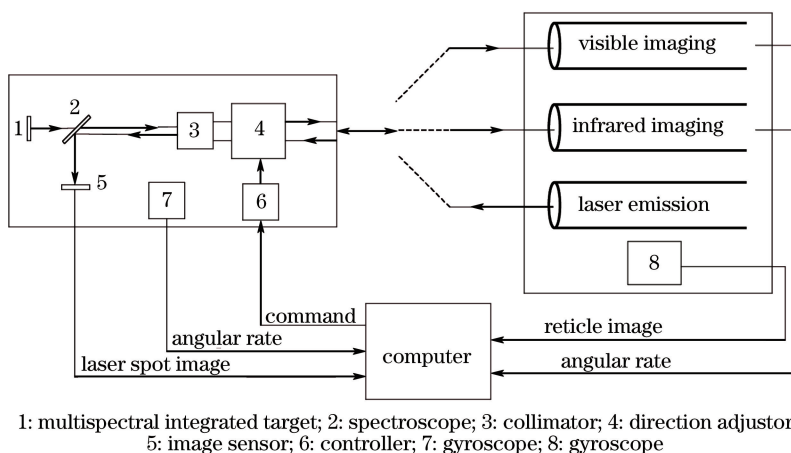 visible imaging
infrared imaging
laser emission
1
2
3
4
5
6
7
8
command
angular rate
laser spot image
computer
reticle image
angular rate
1: multispectral integrated target; 2: spectroscope; 3: collimator; 4: direction adjustor
5: image sensor; 6: controller; 7: gyroscope; 8: gyroscope